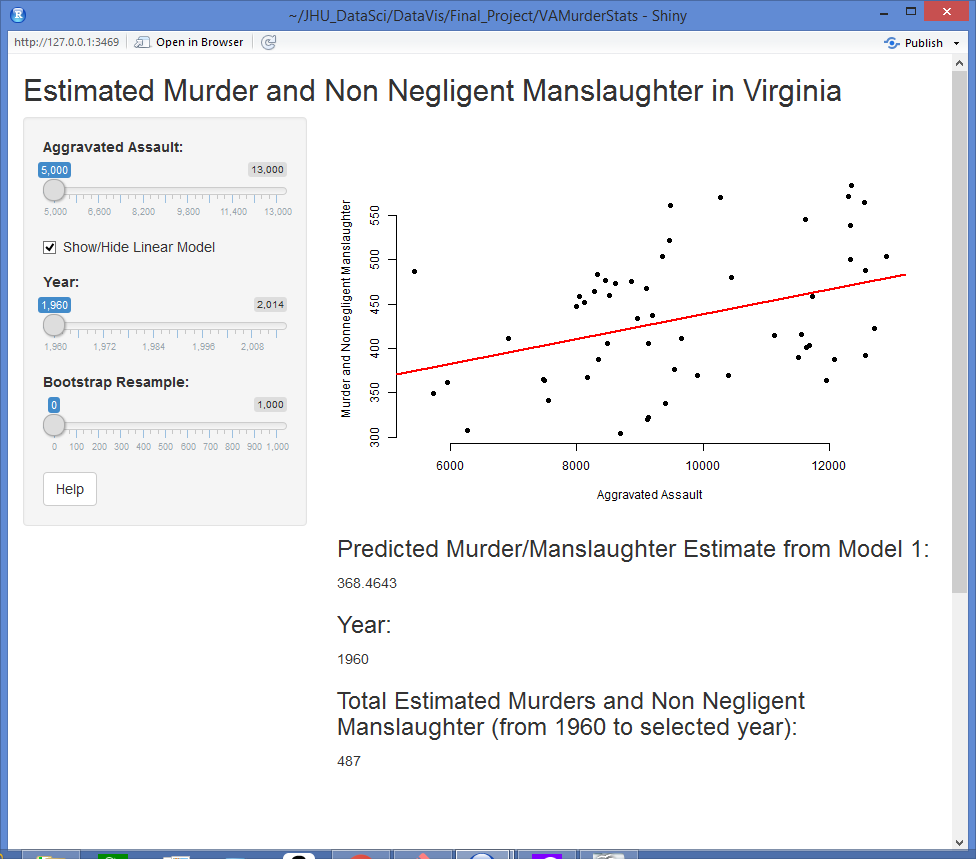 ~/JHU_DataSci/DataVis/Final_Project/VAMurderStats - Shiny
http://127.0.0.1:3469
Open in Browser
Publish
Estimated Murder and Non Negligent Manslaughter in Virginia
Aggravated Assault:
5,000 13,000
5,000 6,600 8,200 9,800 11,400 13,000
Show/Hide Linear Model
Year:
1,960 2,014
1,960 1,972 1,984 1,996 2,008
Bootstrap Resample:
0 1,000
0 100 200 300 400 500 600 700 800 900 1,000
Help
Murder and Nonnegligent Manslaughter
550
500
450
400
350
300
6000 8000 10000 12000
Aggravated Assault
Predicted Murder/Manslaughter Estimate from Model 1:
368.4643
Year:
1960
Total Estimated Murders and Non Negligent
Manslaughter (from 1960 to selected year):
487